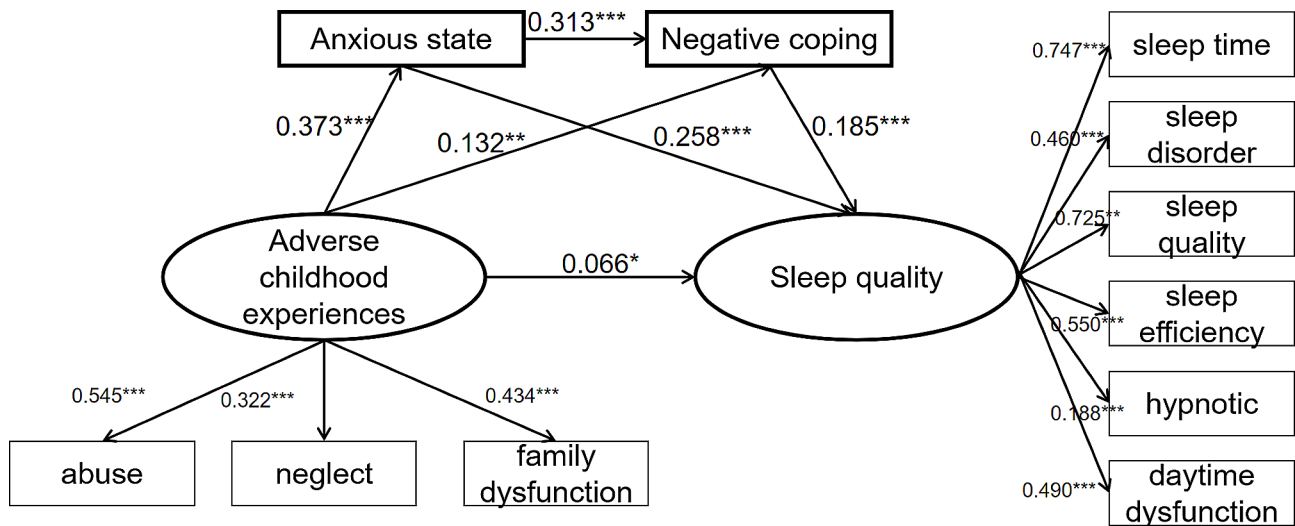 Anxious state
0.313***
Negative coping
0.373***
0.132**
0.258***
0.185***
Adverse
childhood
experiences
0.066*
Sleep quality
0.545***
0.322***
0.434***
abuse
neglect
family
dysfunction
0.747***
sleep time
0.460***
sleep
disorder
0.725**
sleep
quality
0.550***
sleep
efficiency
0.188***
hypnotic
0.490***
daytime
dysfunction